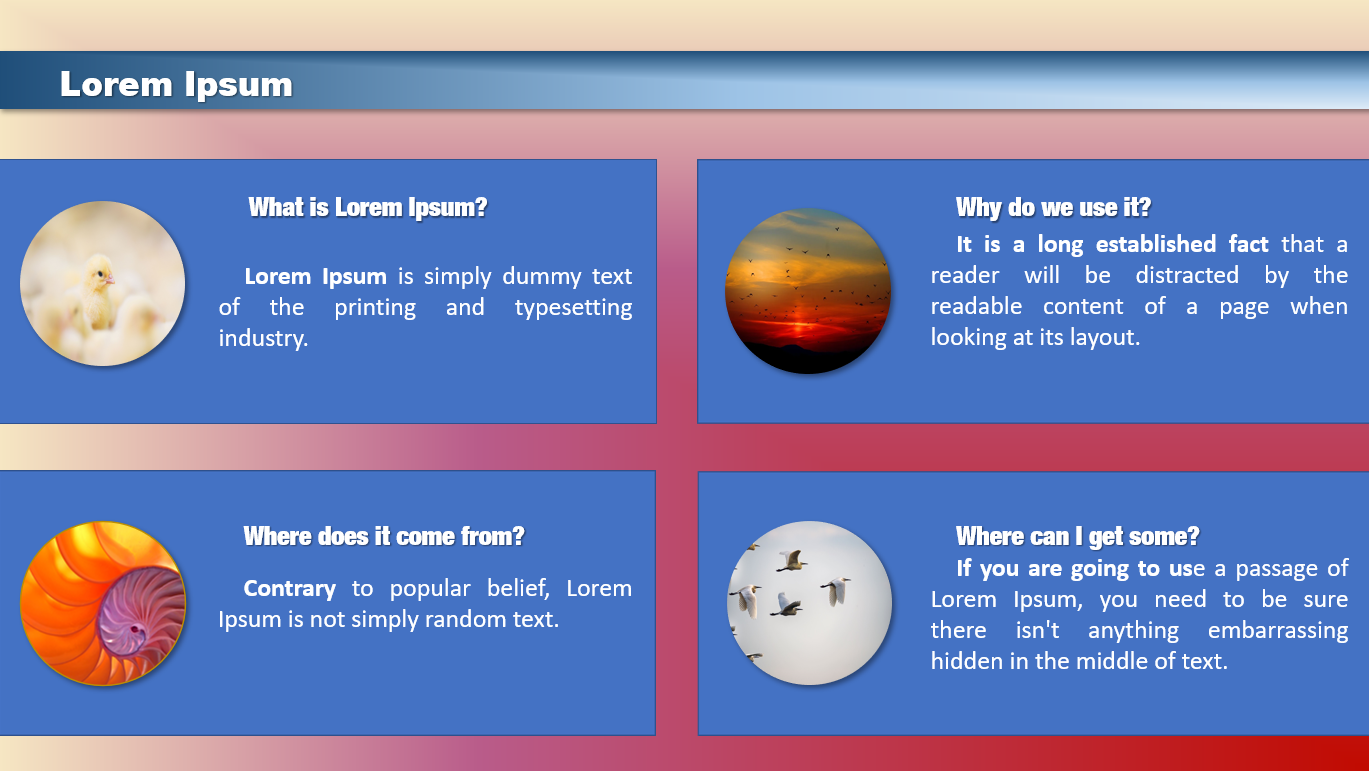 Lorem Ipsum
What is Lorem Ipsum?
Lorem Ipsum is simply dummy text
of the printing and typesetting
industry.
Why do we use it?
It is a long established fact that a
reader will be distracted by the
readable content of a page when
looking at its layout.
Where does it come from?
Contrary to popular belief, Lorem
Ipsum is not simply random text.
Where can I get some?
If you are going to use a passage of
Lorem Ipsum, you need to be sure
there isn't anything embarrassing
hidden in the middle of text.